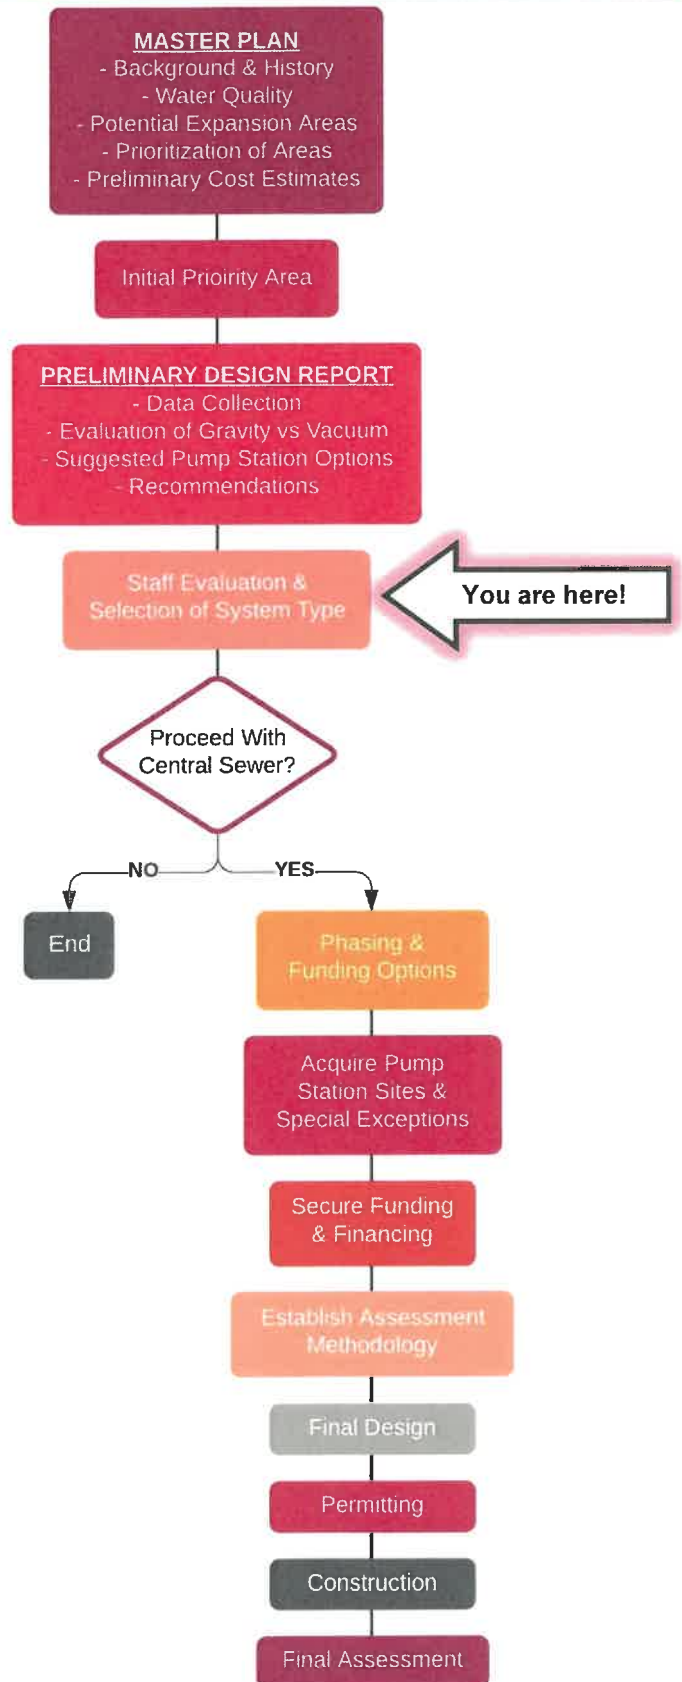 MASTER PLAN
- Background & History
- Water Quality
- Potential Expansion Areas
- Prioritization of Areas
- Preliminary Cost Estimates
Initial Prioirity Area
PRELIMINARY DESIGN REPORT
- Data Collection
- Evaluation of Gravity vs Vacuum
- Suggested Pump Station Options
- Recommendations
Staff Evaluation &
Selection of System Type
You are here!
Proceed With
Central Sewer?
NO
YES
End
Phasing &
Funding Options
Acquire Pump
Station Sites &
Special Exceptions
Secure Funding
& Financing
Establish Assessment
Methodology
Final Design
Permitting
Construction
Final Assessment